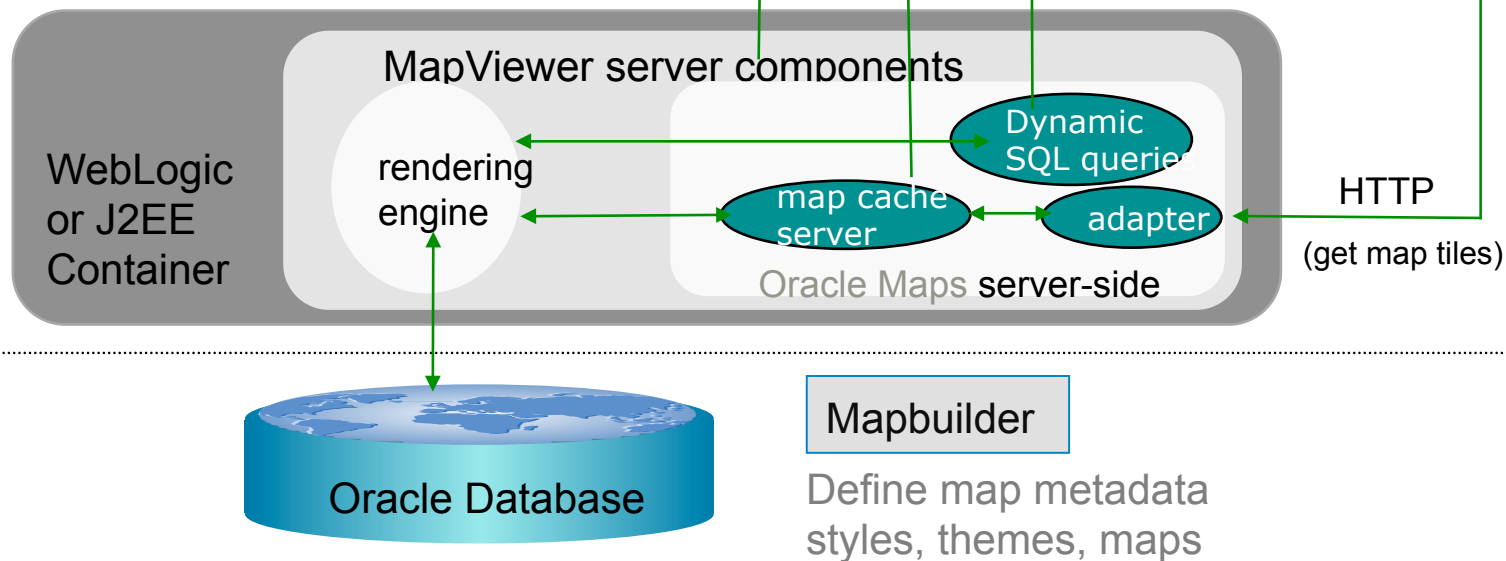 MapViewer server components
WebLogic
or J2EE
Container
rendering
engine
Dynamic
SQL queries
map cache
server
adapter
Oracle Maps server-side
HTTP
(get map tiles)
Oracle Database
Mapbuilder
Define map metadata
styles, themes, maps